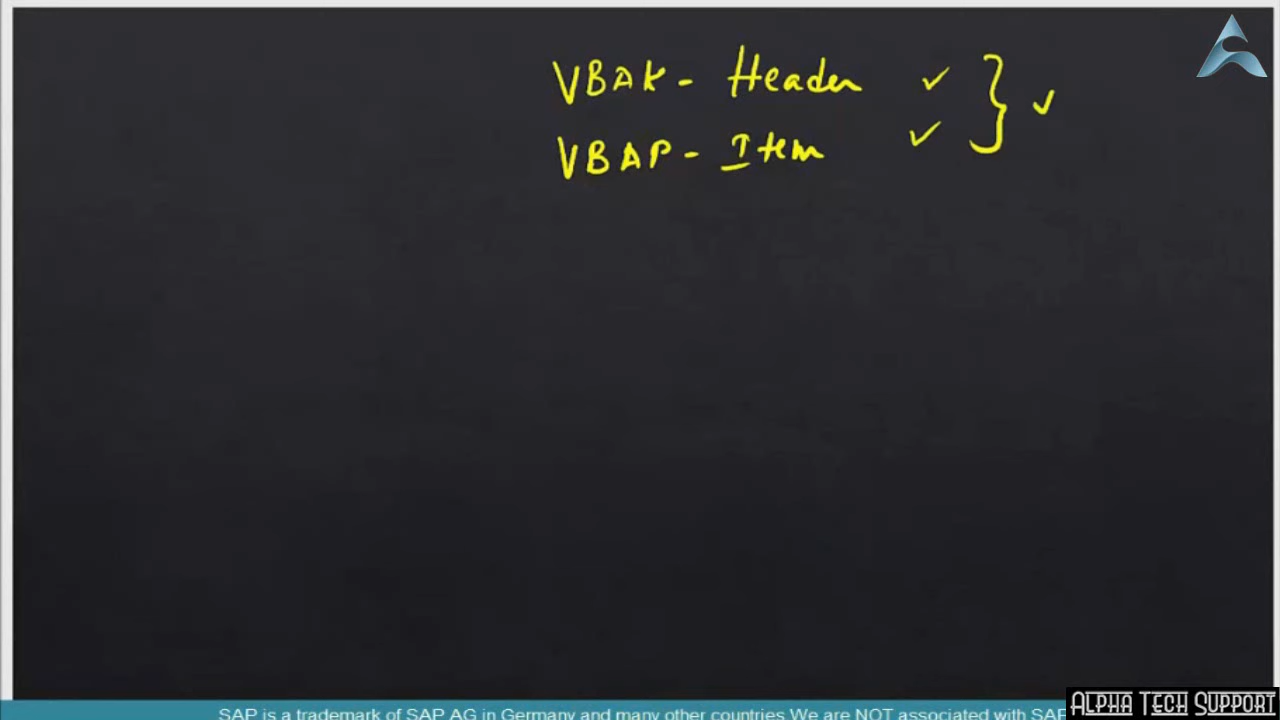 VBAK - Header ✓
VBAP - Item ✓
} ✓
SAP is a trademark of SAP AG in Germany and many other countries We are NOT associated with SAP
ALPHA TECH SUPPORT